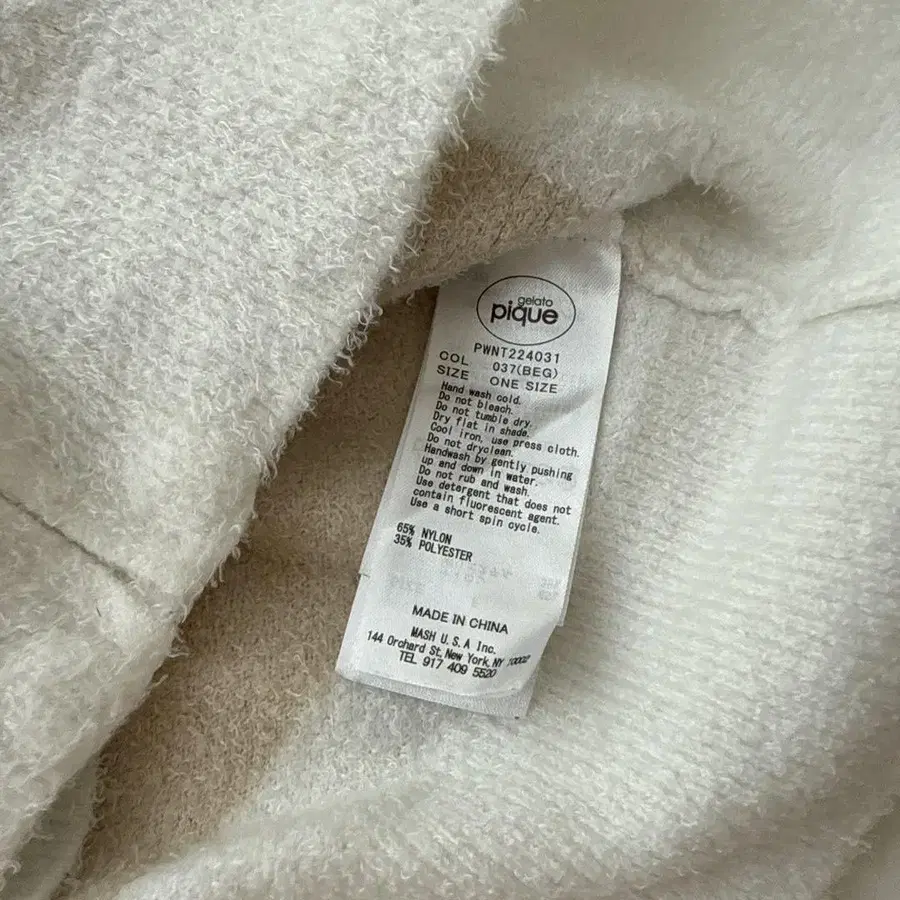 gelato
pique
PWNT224031
COL 037(BEG)
SIZE ONE SIZE
Hand wash cold.
Do not bleach.
Do not tumble dry.
Dry flat in shade.
Cool iron, use press cloth.
Do not dryclean.
Handwash by gently pushing
up and down in water.
Do not rub and wash.
Use detergent that does not
contain fluorescent agent.
Use a short spin cycle.
65% NYLON
35% POLYESTER
MADE IN CHINA
MASH U.S.A Inc.
144 Orchard St, New York, NY 10002
TEL 917 409 5520